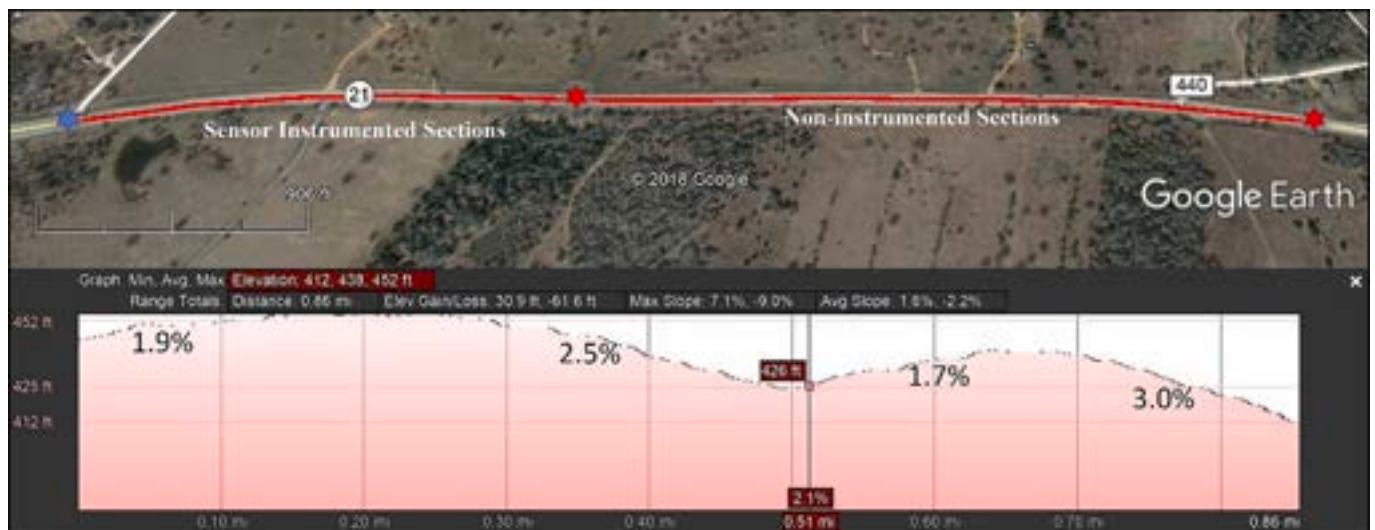 21
440
Sensor Instrumented Sections
Non-instrumented Sections
© 2018 Google
Google Earth
Graph: Min, Avg, Max Elevation: 412, 438, 452 ft
Range Totals: Distance: 0.86 mi Elev Gain/Loss: 30.9 ft, -61.6 ft Max Slope: 7.1%, -9.0% Avg Slope: 1.6%, -2.2%
452 ft
1.9%
2.5%
426 ft
1.7%
425 ft
3.0%
412 ft
2.1%
0.10 mi 0.20 mi 0.30 mi 0.40 mi 0.51 mi 0.60 mi 0.70 mi 0.86 mi